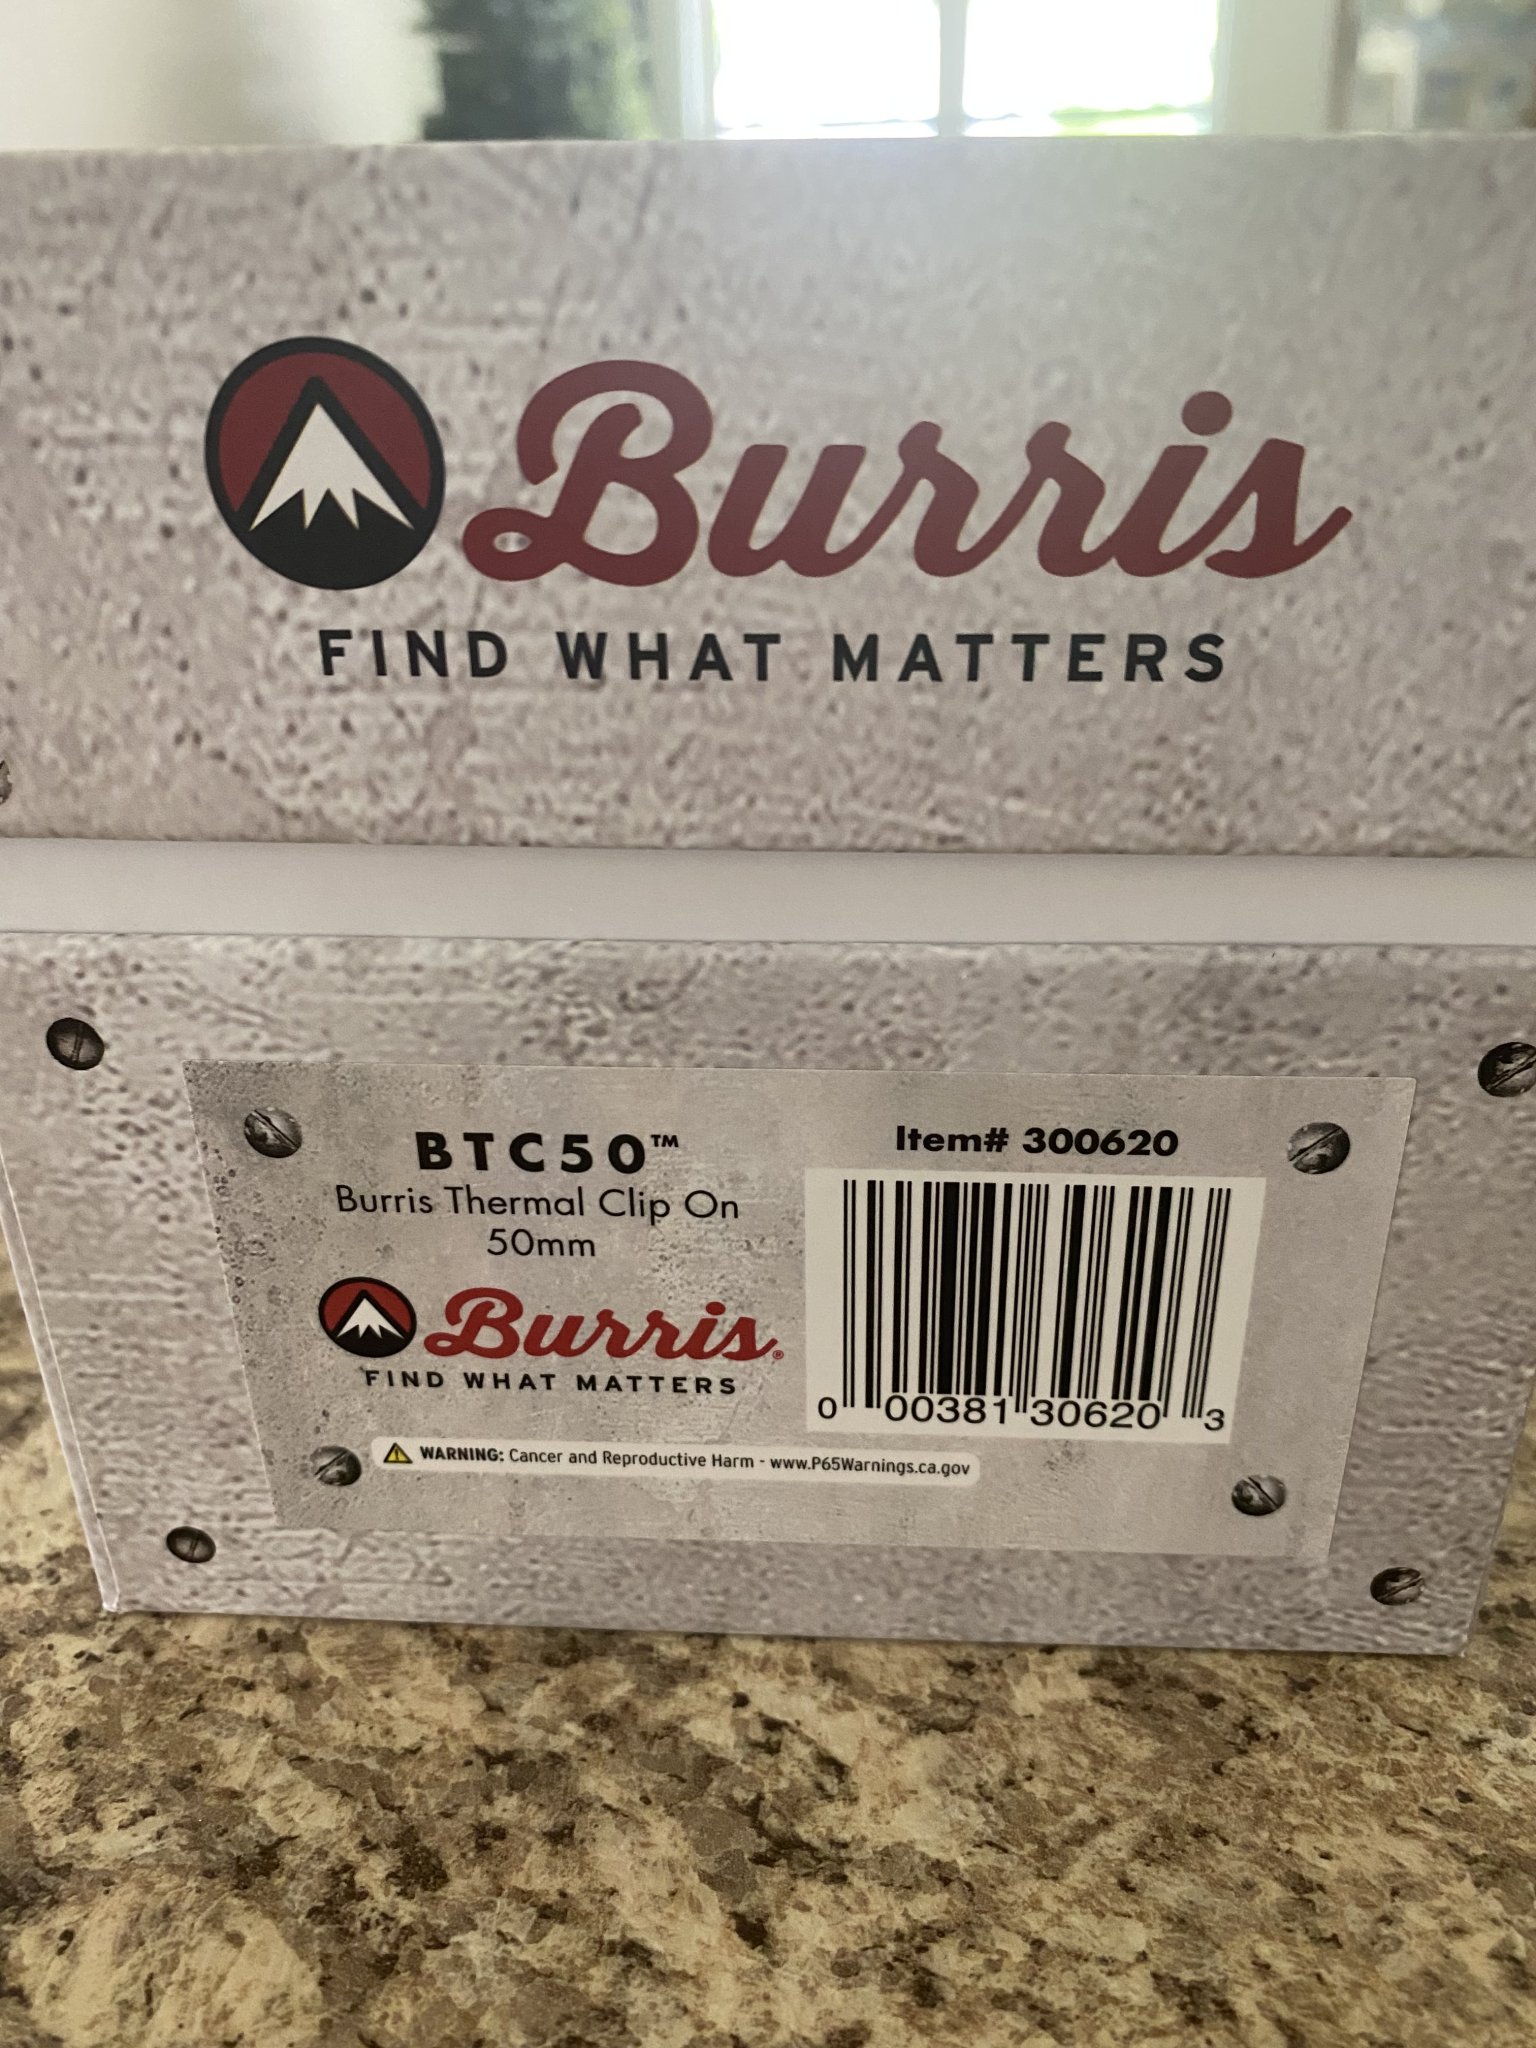 Burris
FIND WHAT MATTERS
BTC50™
Burris Thermal Clip On
50mm
Burris®
FIND WHAT MATTERS
Item# 300620
0 00381 30620 3
WARNING: Cancer and Reproductive Harm - www.P65Warnings.ca.gov